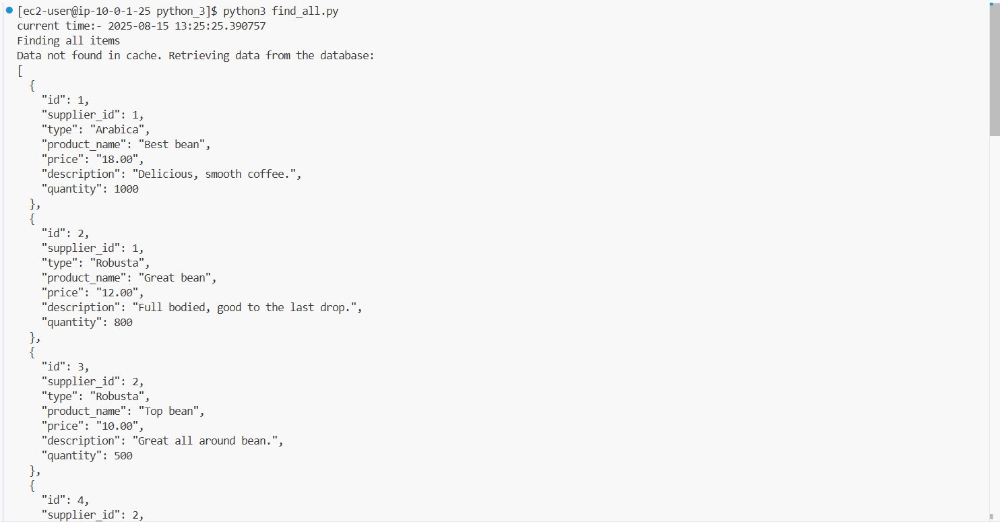 [ec2-user@ip-10-0-1-25 python_3]$ python3 find_all.py
current time:- 2025-08-15 13:25:25.390757
Finding all items
Data not found in cache. Retrieving data from the database:
[
  {
    "id": 1,
    "supplier_id": 1,
    "type": "Arabica",
    "product_name": "Best bean",
    "price": "18.00",
    "description": "Delicious, smooth coffee.",
    "quantity": 1000
  },
  {
    "id": 2,
    "supplier_id": 1,
    "type": "Robusta",
    "product_name": "Great bean",
    "price": "12.00",
    "description": "Full bodied, good to the last drop.",
    "quantity": 800
  },
  {
    "id": 3,
    "supplier_id": 2,
    "type": "Robusta",
    "product_name": "Top bean",
    "price": "10.00",
    "description": "Great all around bean.",
    "quantity": 500
  },
  {
    "id": 4,
    "supplier_id": 2,